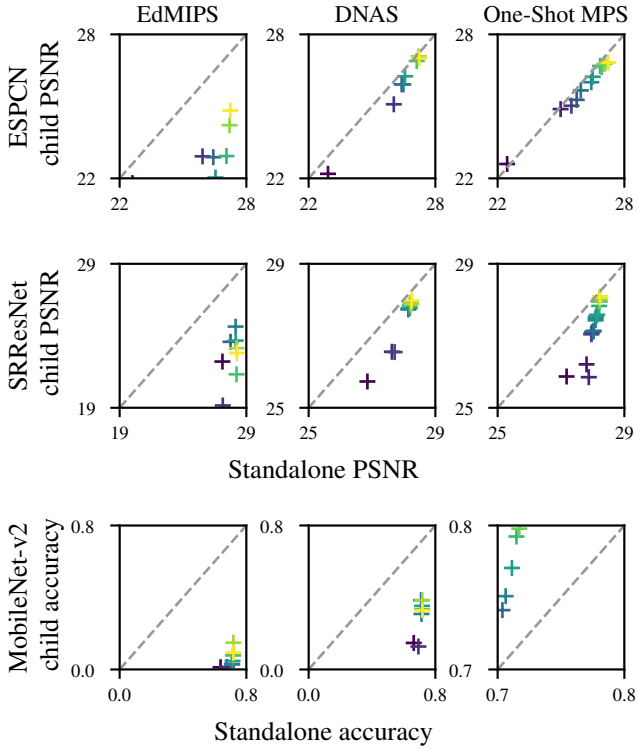 EdMIPS DNAS One-Shot MPS
ESPCN
child PSNR
28 28 28
22 22 22
22 28 22 28 22 28
SRResNet
child PSNR
29 29 29
19 25 25
19 29 25 29 25 29
Standalone PSNR
MobileNet-v2
child accuracy
0.8 0.8 0.8
0.0 0.0 0.7
0.0 0.8 0.0 0.8 0.7 0.8
Standalone accuracy